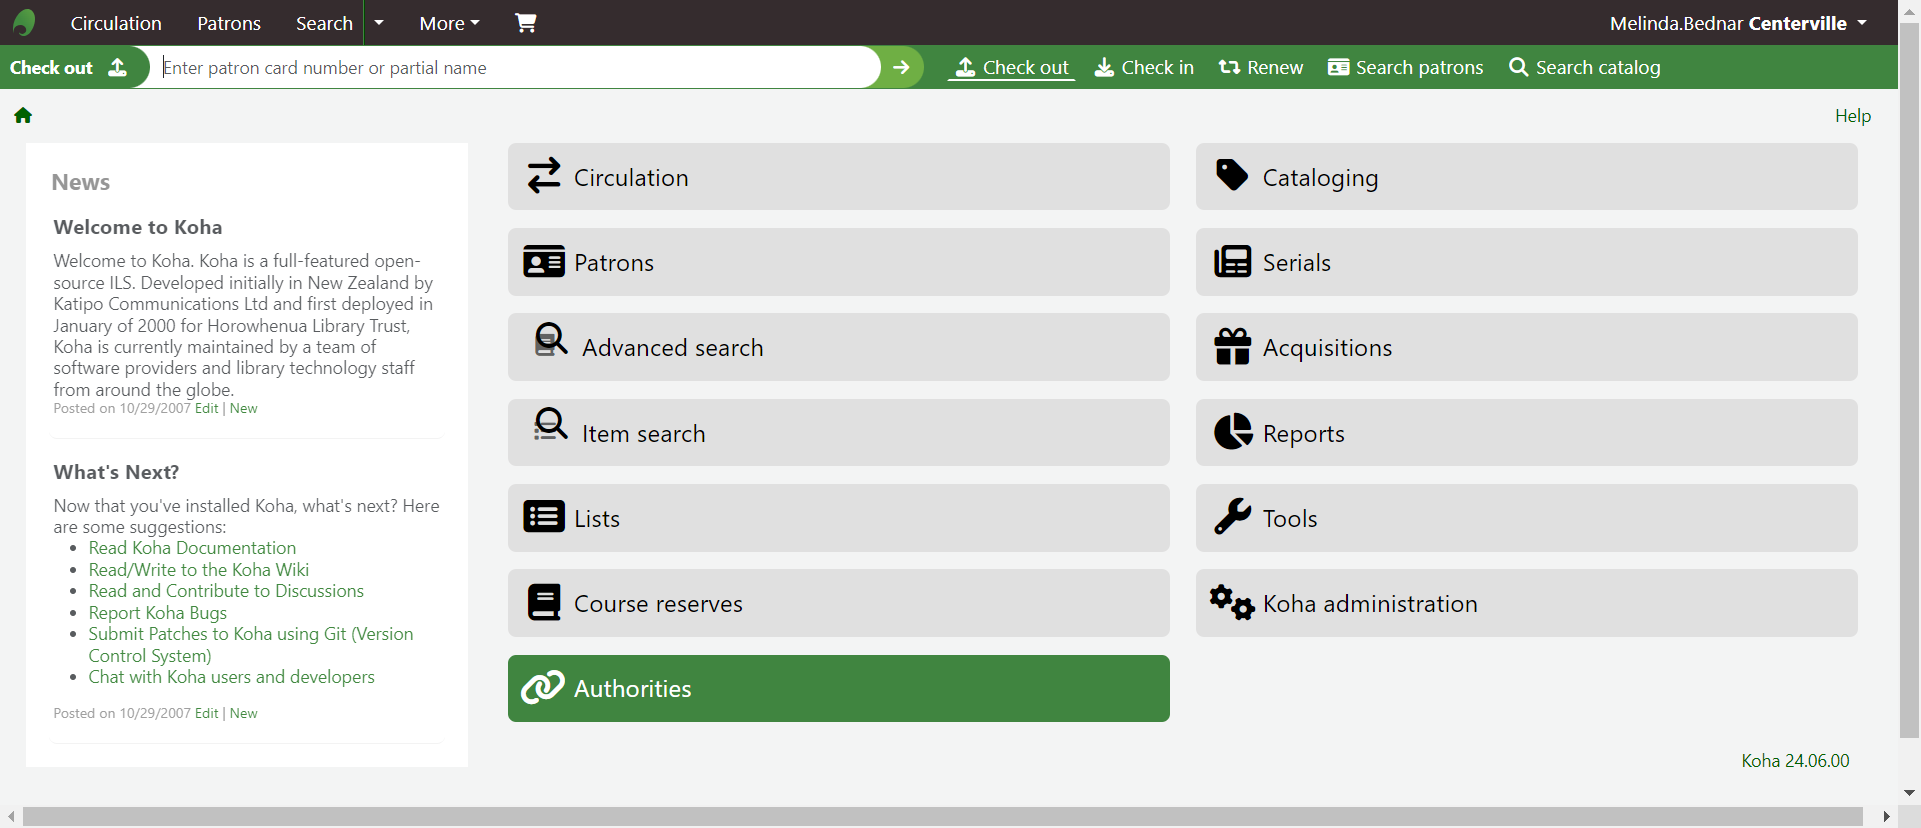 Circulation Patrons Search More Melinda.Bednar Centerville
Check out Enter patron card number or partial name Check out Check in Renew Search patrons Search catalog
Help
News
Welcome to Koha
Welcome to Koha. Koha is a full-featured open-
source ILS. Developed initially in New Zealand by
Katipo Communications Ltd and first deployed in
January of 2000 for Horowhenua Library Trust,
Koha is currently maintained by a team of
software providers and library technology staff
from around the globe.
Posted on 10/29/2007 Edit | New
What's Next?
Now that you've installed Koha, what's next? Here
are some suggestions:
• Read Koha Documentation
• Read/Write to the Koha Wiki
• Read and Contribute to Discussions
• Report Koha Bugs
• Submit Patches to Koha using Git (Version
Control System)
• Chat with Koha users and developers
Posted on 10/29/2007 Edit | New
Circulation
Patrons
Advanced search
Item search
Lists
Course reserves
Authorities
Cataloging
Serials
Acquisitions
Reports
Tools
Koha administration
Koha 24.06.00